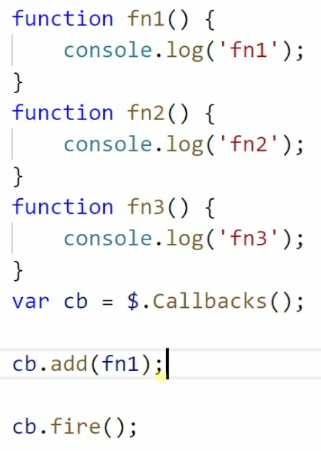 function fn1() {
    console.log('fn1');
}
function fn2() {
    console.log('fn2');
}
function fn3() {
    console.log('fn3');
}
var cb = $.Callbacks();
cb.add(fn1);
cb.fire();